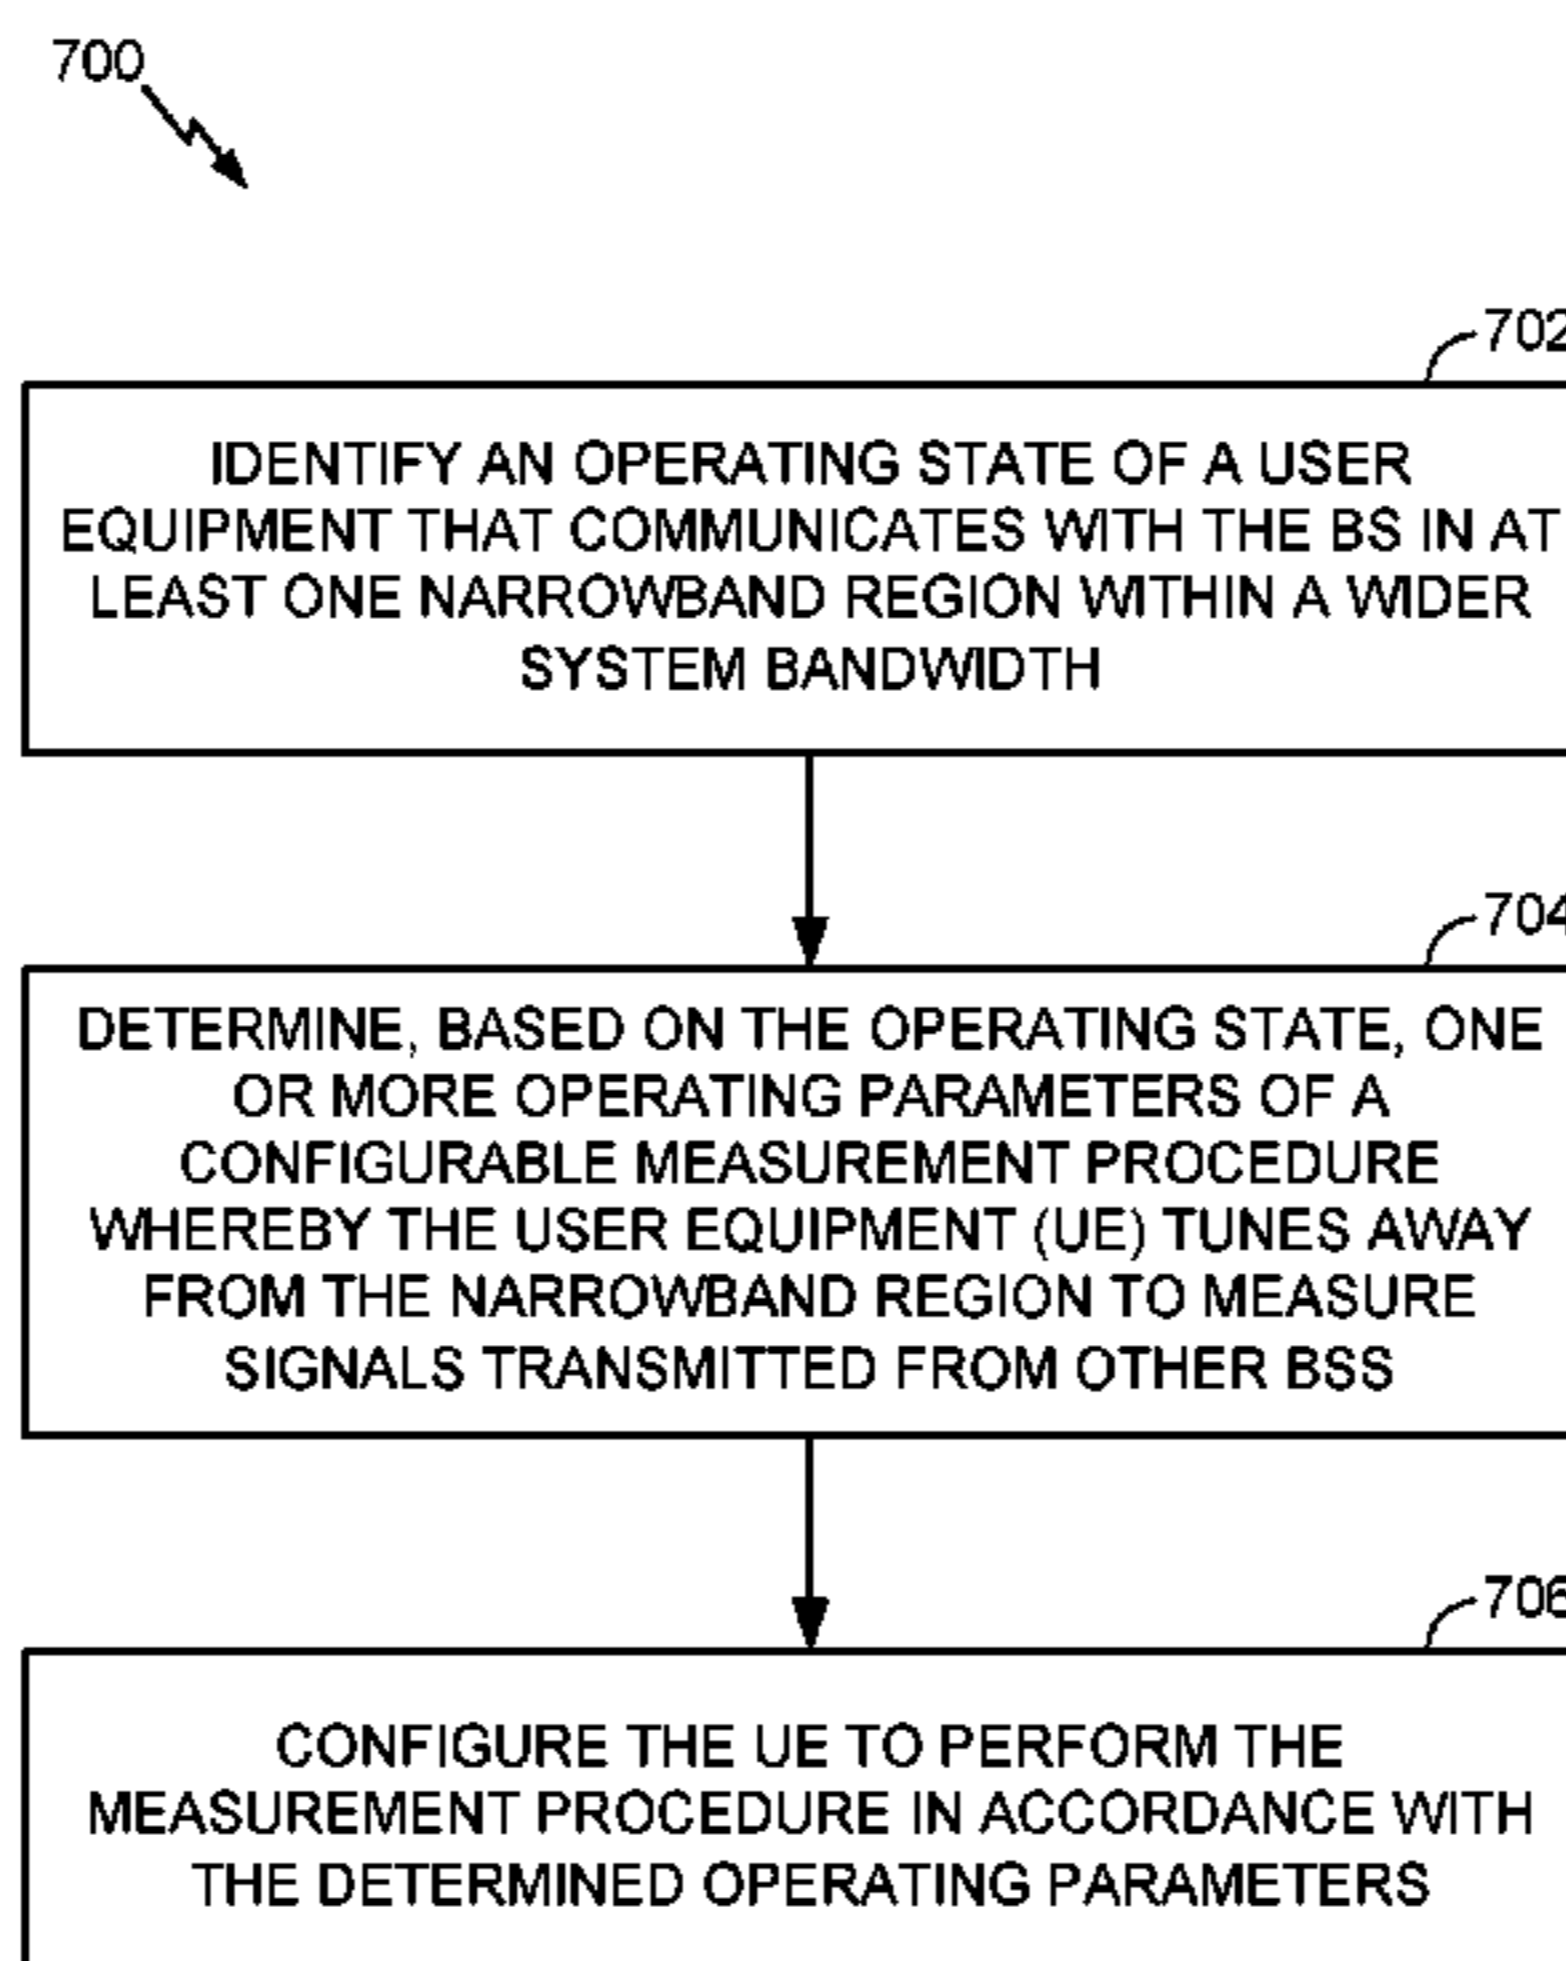 700
702
IDENTIFY AN OPERATING STATE OF A USER
EQUIPMENT THAT COMMUNICATES WITH THE BS IN AT
LEAST ONE NARROWBAND REGION WITHIN A WIDER
SYSTEM BANDWIDTH
704
DETERMINE, BASED ON THE OPERATING STATE, ONE
OR MORE OPERATING PARAMETERS OF A
CONFIGURABLE MEASUREMENT PROCEDURE
WHEREBY THE USER EQUIPMENT (UE) TUNES AWAY
FROM THE NARROWBAND REGION TO MEASURE
SIGNALS TRANSMITTED FROM OTHER BSS
706
CONFIGURE THE UE TO PERFORM THE
MEASUREMENT PROCEDURE IN ACCORDANCE WITH
THE DETERMINED OPERATING PARAMETERS